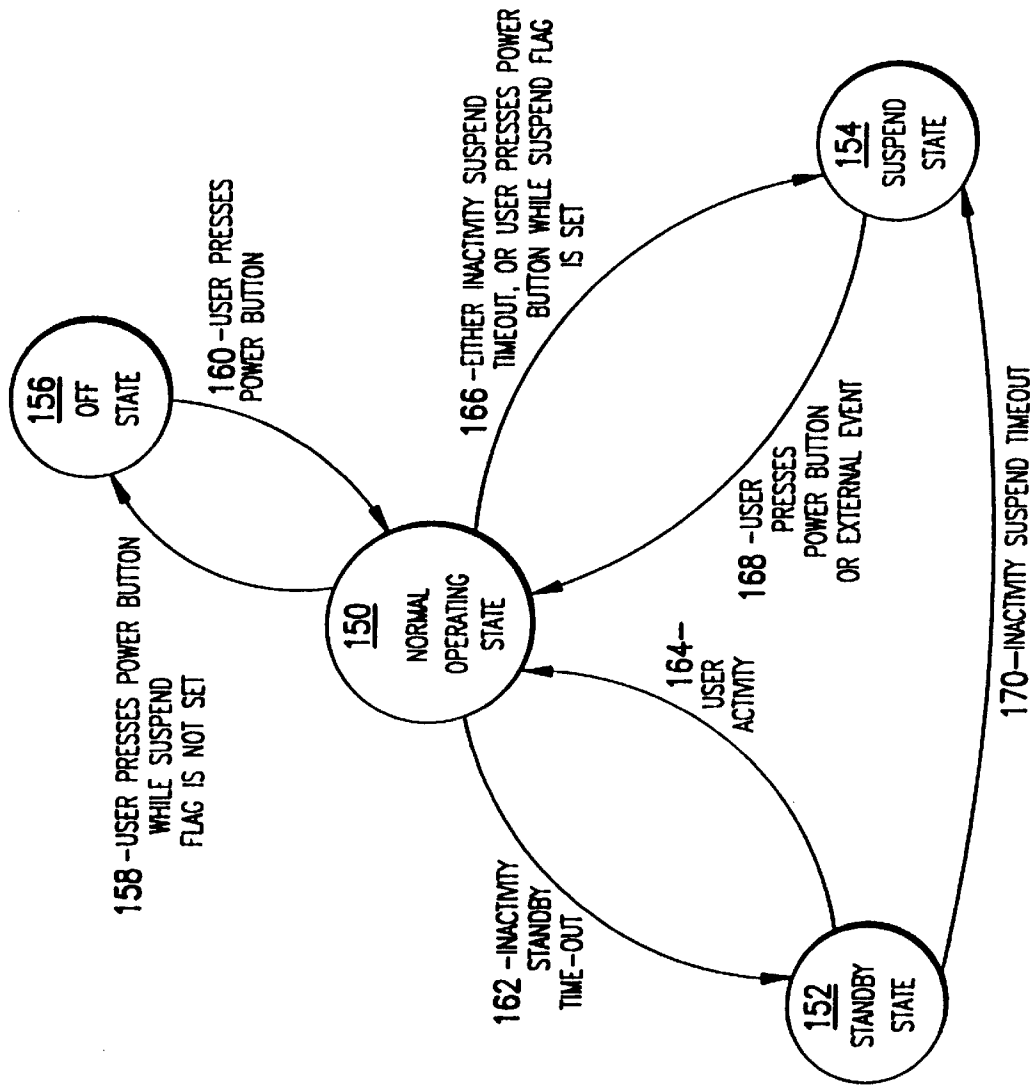 156
OFF
STATE
158-USER PRESSES POWER BUTTON
WHILE SUSPEND
FLAG IS NOT SET
160-USER PRESSES
POWER BUTTON
150
NORMAL
OPERATING
STATE
166-EITHER INACTIVITY SUSPEND
TIMEOUT, OR USER PRESSES POWER
BUTTON WHILE SUSPEND FLAG
IS SET
162-INACTIVITY
STANDBY
TIME-OUT
164-
USER
ACTIVITY
168-USER
PRESSES
POWER BUTTON
OR EXTERNAL EVENT
152
STANDBY
STATE
154
SUSPEND
STATE
170-INACTIVITY SUSPEND TIMEOUT